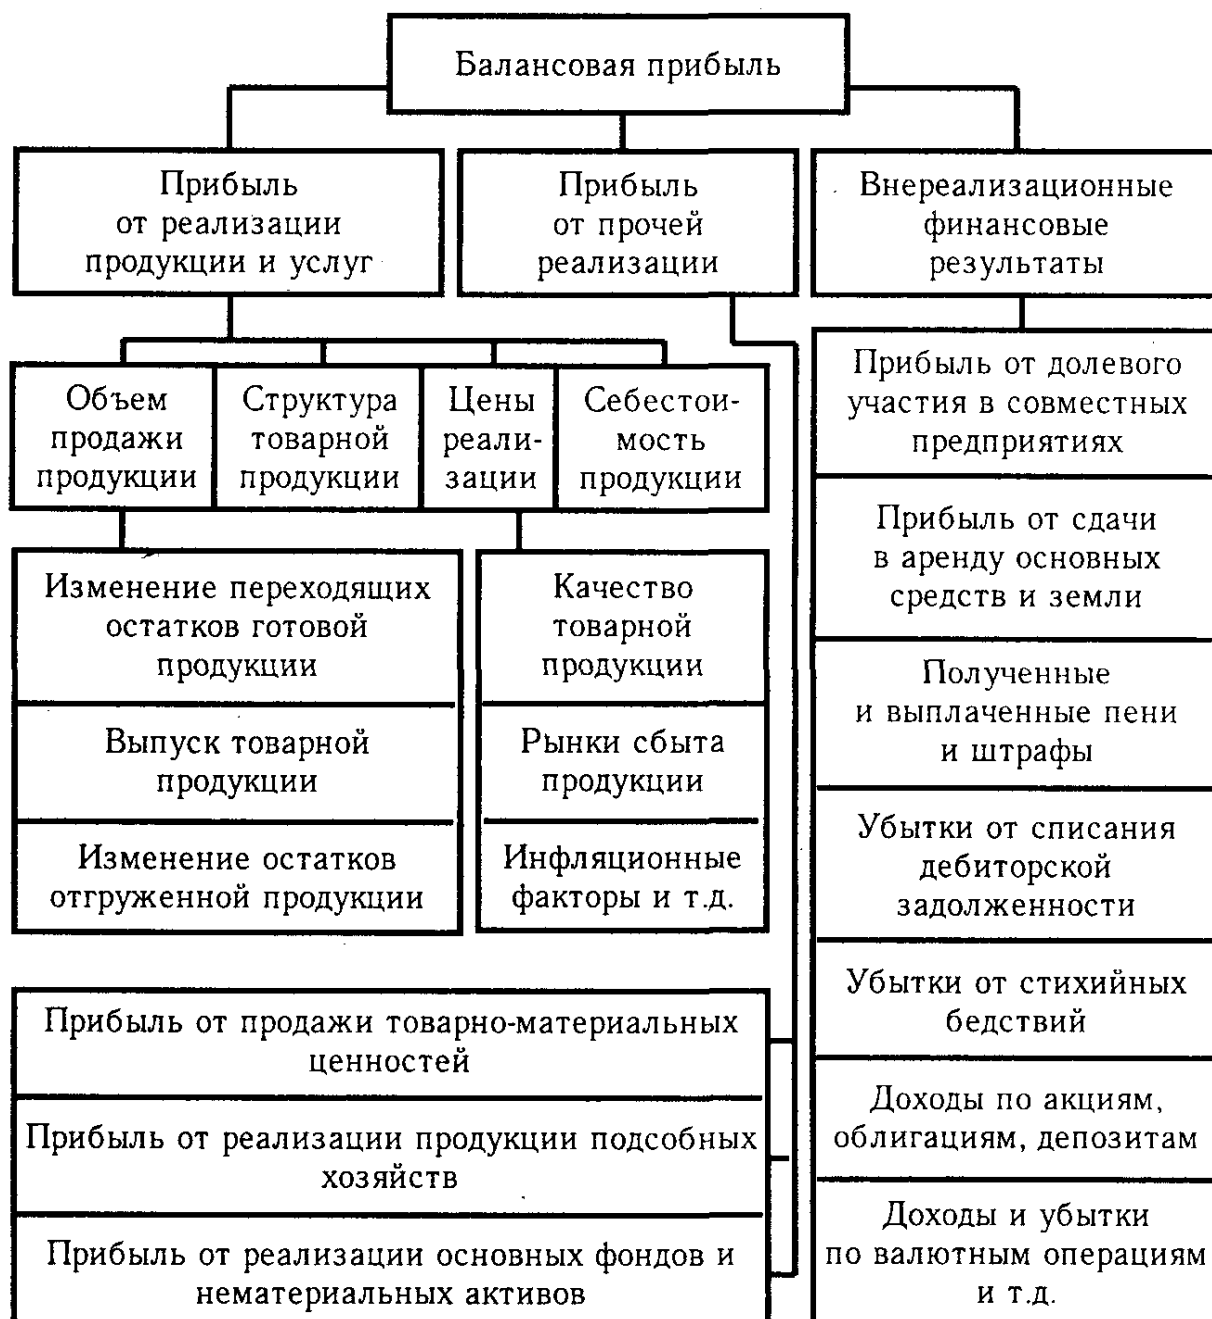 Балансовая прибыль
Прибыль
от реализации
продукции и услуг
Прибыль
от прочей
реализации
Внереализационные
финансовые
результаты
Объем
продажи
продукции
Структура
товарной
продукции
Цены
реали-
зации
Себестои-
мость
продукции
Изменение переходящих
остатков готовой
продукции
Выпуск товарной
продукции
Изменение остатков
отгруженной продукции
Качество
товарной
продукции
Рынки сбыта
продукции
Инфляционные
факторы и т.д.
Прибыль от продажи товарно-материальных
ценностей
Прибыль от реализации продукции подсобных
хозяйств
Прибыль от реализации основных фондов и
нематериальных активов
Прибыль от долевого
участия в совместных
предприятиях
Прибыль от сдачи
в аренду основных
средств и земли
Полученные
и выплаченные пени
и штрафы
Убытки от списания
дебиторской
задолженности
Убытки от стихийных
бедствий
Доходы по акциям,
облигациям, депозитам
Доходы и убытки
по валютным операциям
и т.д.